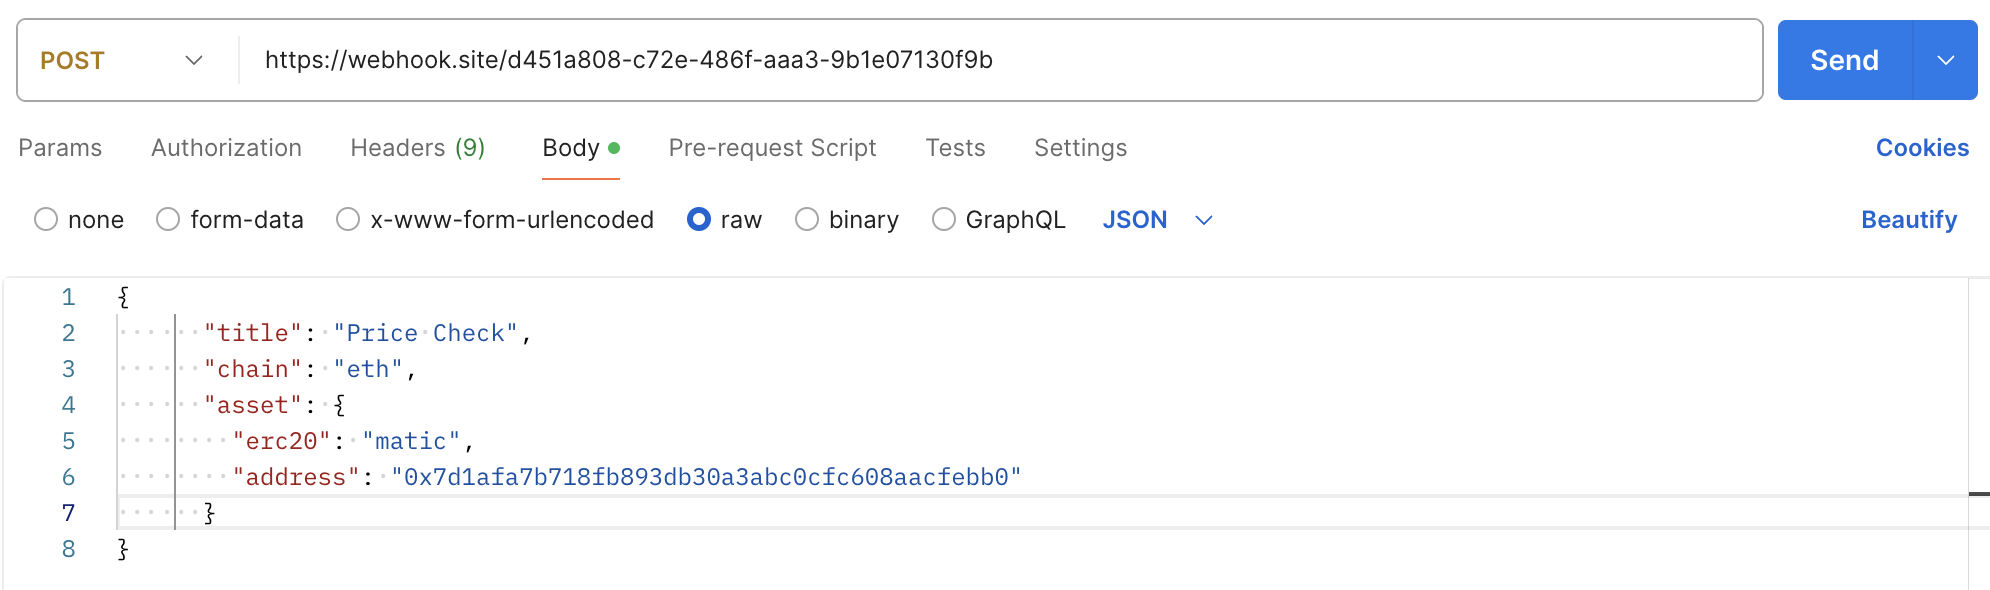 POST https://webhook.site/d451a808-c72e-486f-aaa3-9b1e07130f9b Send
Params Authorization Headers (9) Body Pre-request Script Tests Settings Cookies
none form-data x-www-form-urlencoded raw binary GraphQL JSON Beautify
1 {
2 "title": "Price Check",
3 "chain": "eth",
4 "asset": {
5 "erc20": "matic",
6 "address": "0x7d1afa7b718fb893db30a3abc0cfc608aacfebb0"
7 }
8 }